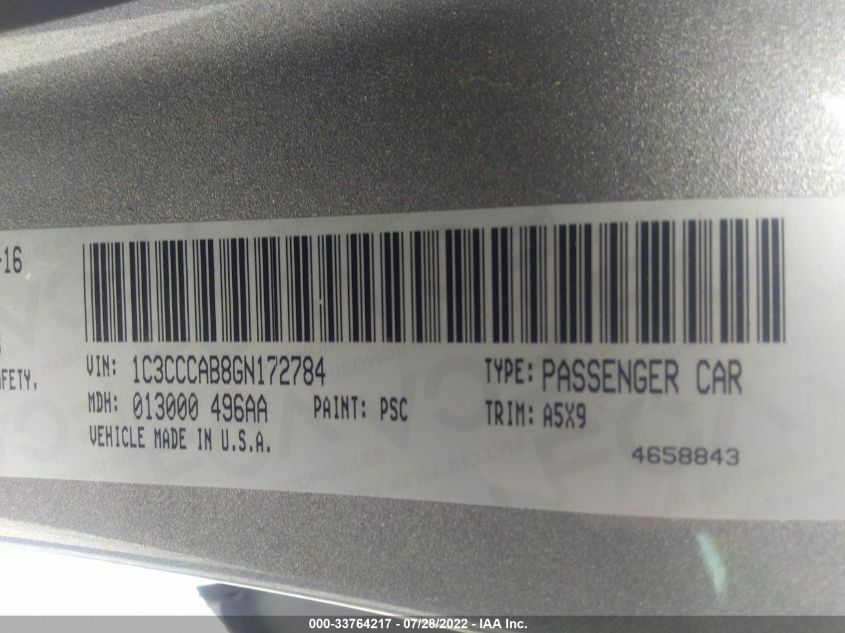 -16
AFETY,
VIN: 1C3CCCAB8GN172784
TYPE: PASSENGER CAR
MDH: 013000 496AA
PAINT: PSC
TRIM: A5X9
VEHICLE MADE IN U.S.A.
4658843
000-33764217 - 07/28/2022 - IAA Inc.